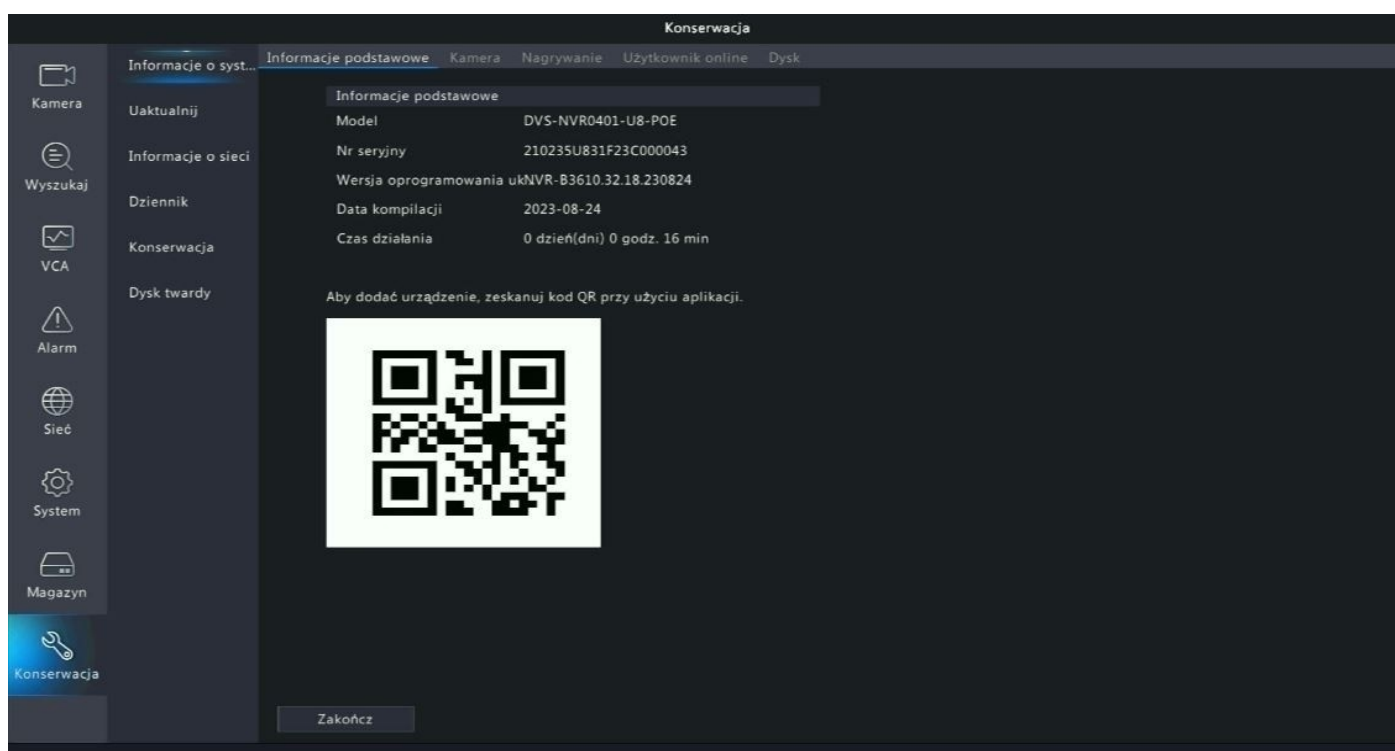 Konserwacja
Informacje o syst... Informacje podstawowe Kamera Nagrywanie Użytkownik online Dysk
Kamera
Uaktualnij
Informacje o sieci
Wyszukaj
Dziennik
VCA
Konserwacja
Dysk twardy
Alarm
Sieć
System
Magazyn
Konserwacja
Informacje podstawowe
Model DVS-NVR0401-U8-POE
Nr seryjny 210235U831F23C000043
Wersja oprogramowania ukNVR-B3610.32.18.230824
Data kompilacji 2023-08-24
Czas działania 0 dzień(dni) 0 godz. 16 min
Aby dodać urządzenie, zeskanuj kod QR przy użyciu aplikacji.
Zakończ